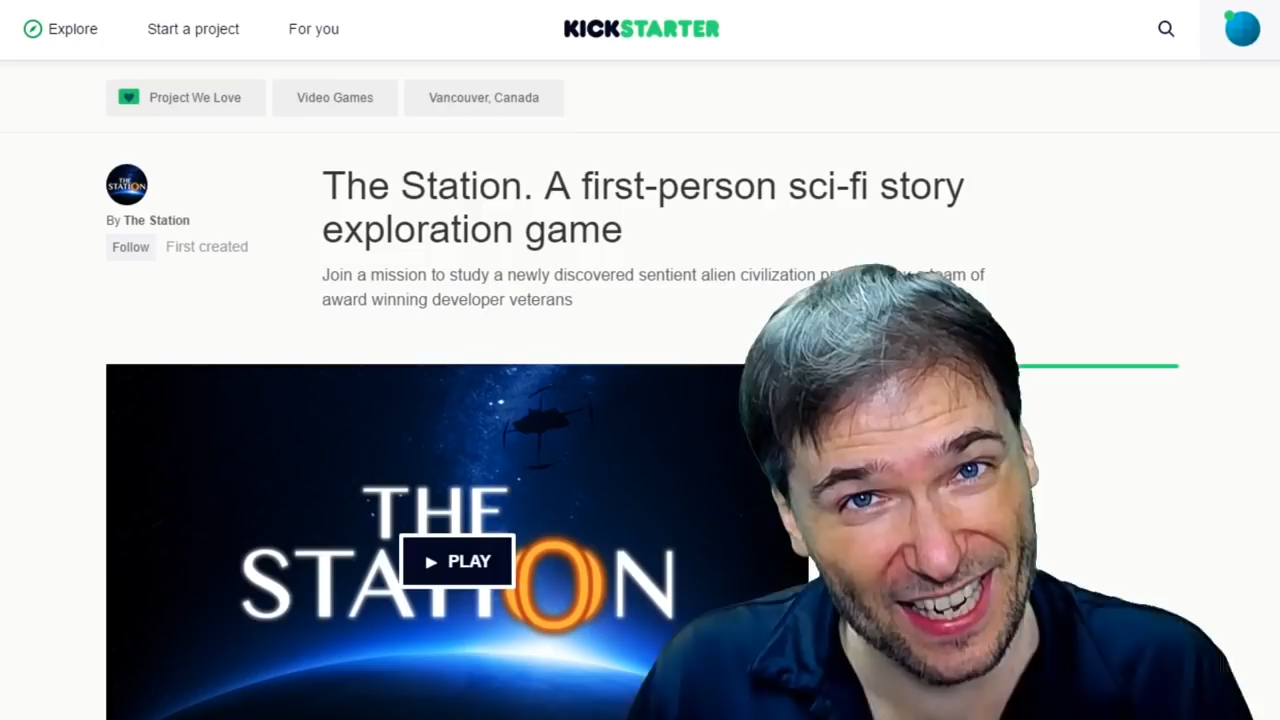 Explore
Start a project
For you
KICKSTARTER
Project We Love
Video Games
Vancouver, Canada
THE
STATION
By The Station
Follow
First created
The Station. A first-person sci-fi story
exploration game
Join a mission to study a newly discovered sentient alien civilization team of
award winning developer veterans
THE
STATION
PLAY